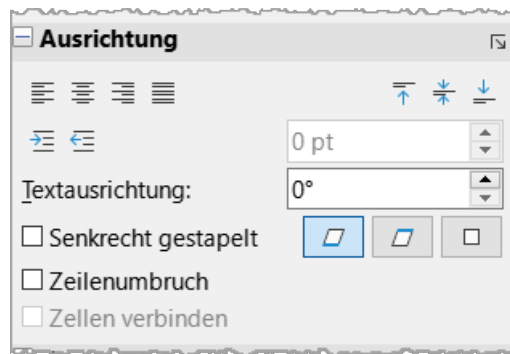 Ausrichtung
0 pt
Textausrichtung: 0°
Senkrecht gestapelt
Zeilenumbruch
Zellen verbinden